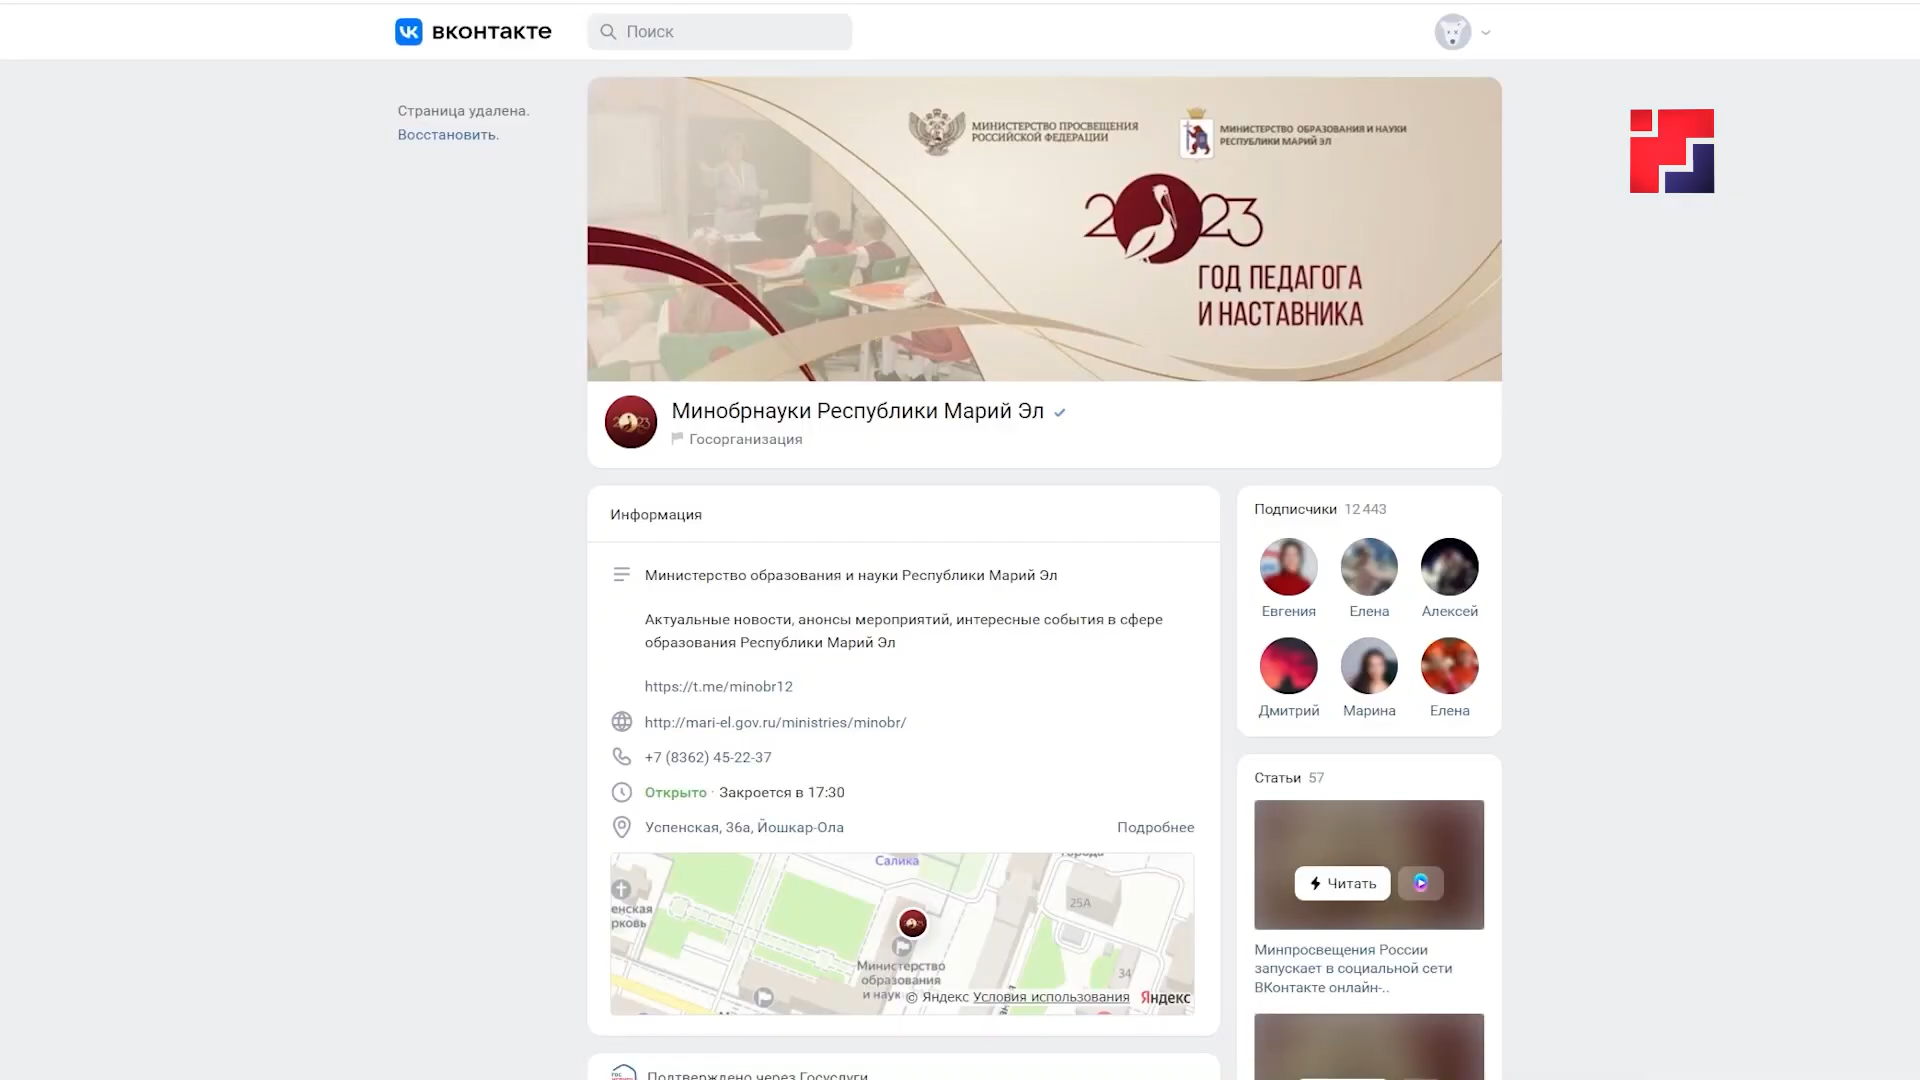 вконтакте
Поиск
Страница удалена.
Восстановить.
МИНИСТЕРСТВО ПРОСВЕЩЕНИЯ
РОССИЙСКОЙ ФЕДЕРАЦИИ
МИНИСТЕРСТВО ОБРАЗОВАНИЯ И НАУКИ
РЕСПУБЛИКИ МАРИЙ ЭЛ
2023
ГОД ПЕДАГОГА
И НАСТАВНИКА
Минобрнауки Республики Марий Эл
Госорганизация
Информация
Министерство образования и науки Республики Марий Эл
Актуальные новости, анонсы мероприятий, интересные события в сфере
образования Республики Марий Эл
https://t.me/minobr12
http://mari-el.gov.ru/ministries/minobr/
+7 (8362) 45-22-37
Открыто · Закроется в 17:30
Успенская, 36а, Йошкар-Ола
Подробнее
Салика
города
25А
енская
рковь
Министерство
образования
и наук
34
© Яндекс Условия использования Яндекс
Подтверждено через Госуслуги
Подписчики 12 443
Евгения Елена Алексей
Дмитрий Марина Елена
Статьи 57
Читать
Минпросвещения России
запускает в социальной сети
ВКонтакте онлайн-..